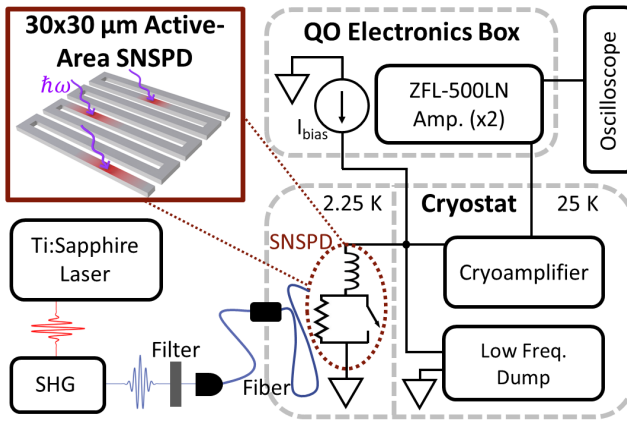 30x30 μm Active-
Area SNSPD
ħω
QO Electronics Box
I_bias
ZFL-500LN
Amp. (x2)
Oscilloscope
2.25 K
Cryostat
25 K
SNSPD
Cryoamplifier
Low Freq.
Dump
Ti:Sapphire
Laser
SHG
Filter
Fiber